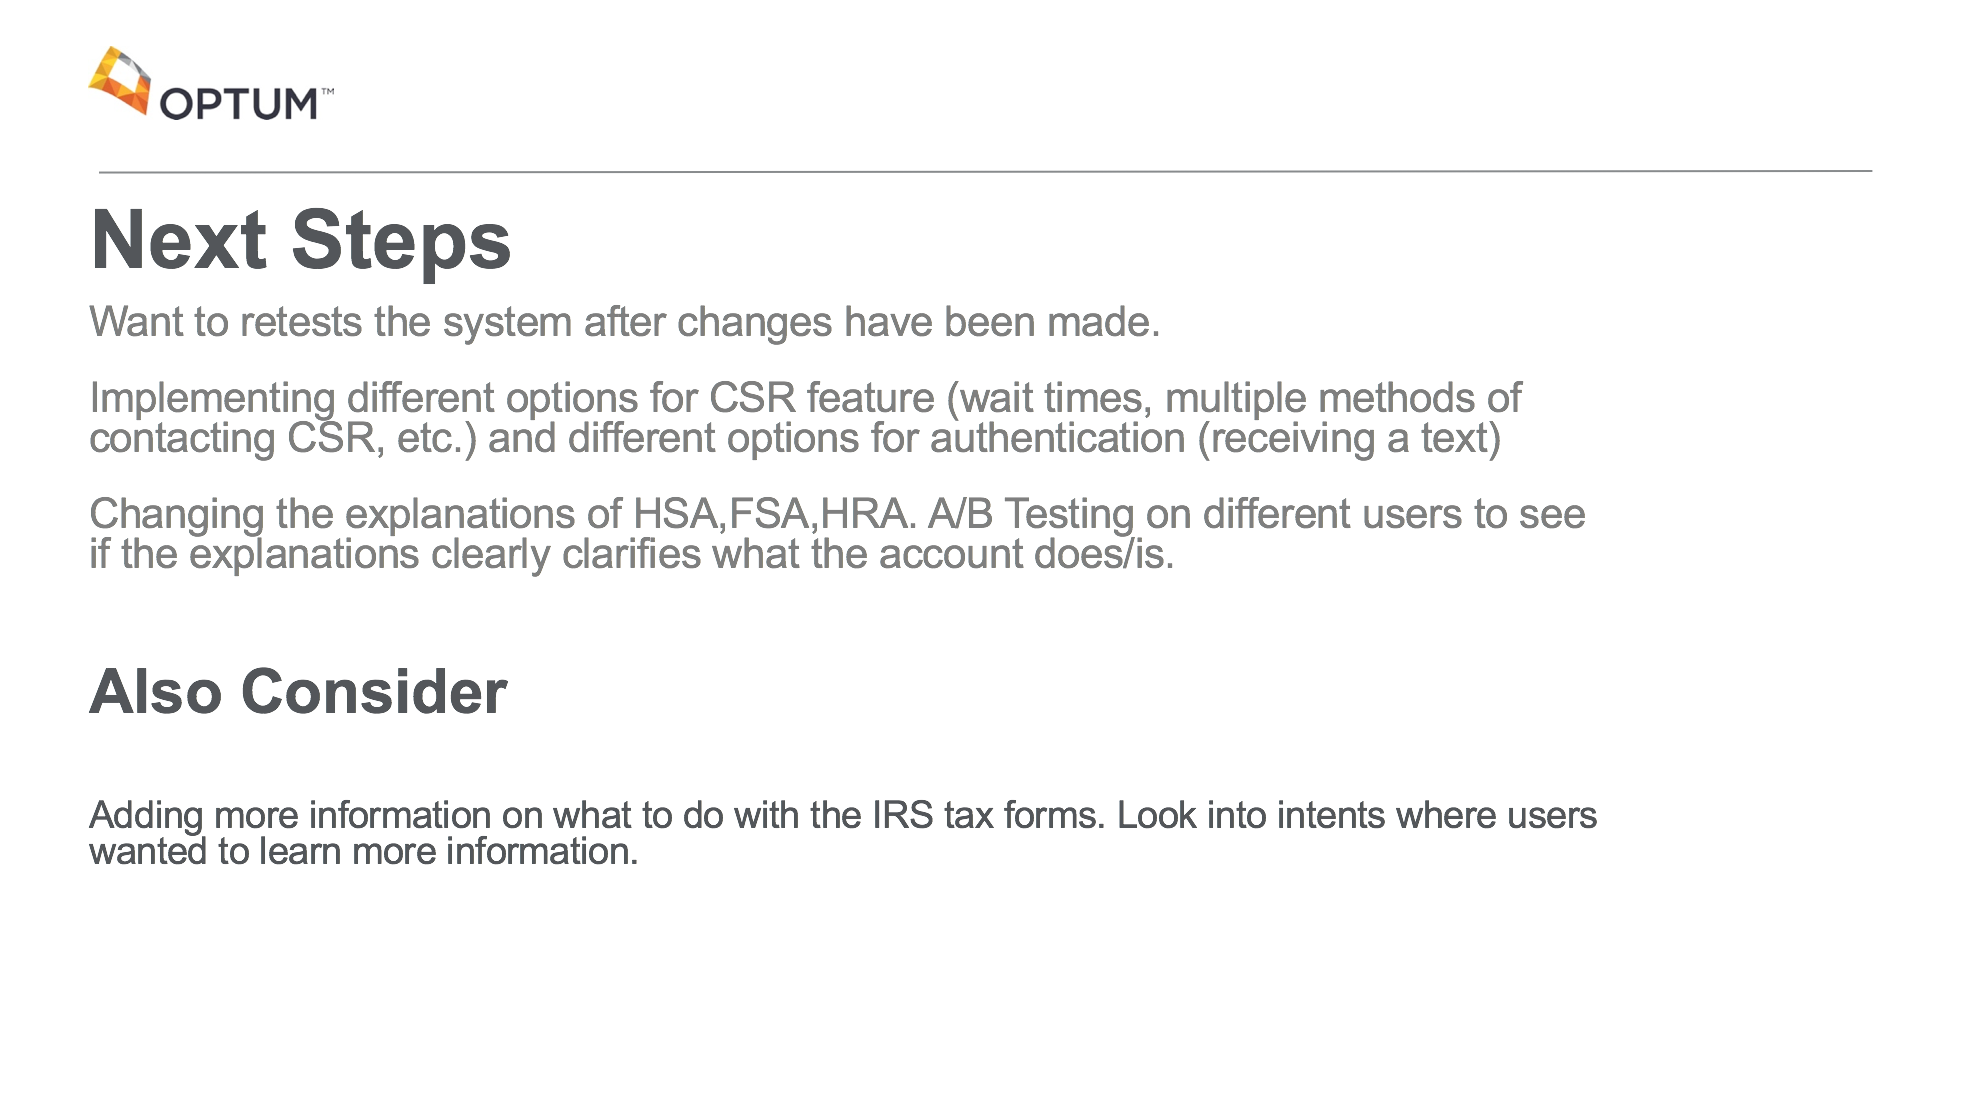 OPTUM™
Next Steps
Want to retests the system after changes have been made.
Implementing different options for CSR feature (wait times, multiple methods of
contacting CSR, etc.) and different options for authentication (receiving a text)
Changing the explanations of HSA,FSA,HRA. A/B Testing on different users to see
if the explanations clearly clarifies what the account does/is.
Also Consider
Adding more information on what to do with the IRS tax forms. Look into intents where users
wanted to learn more information.